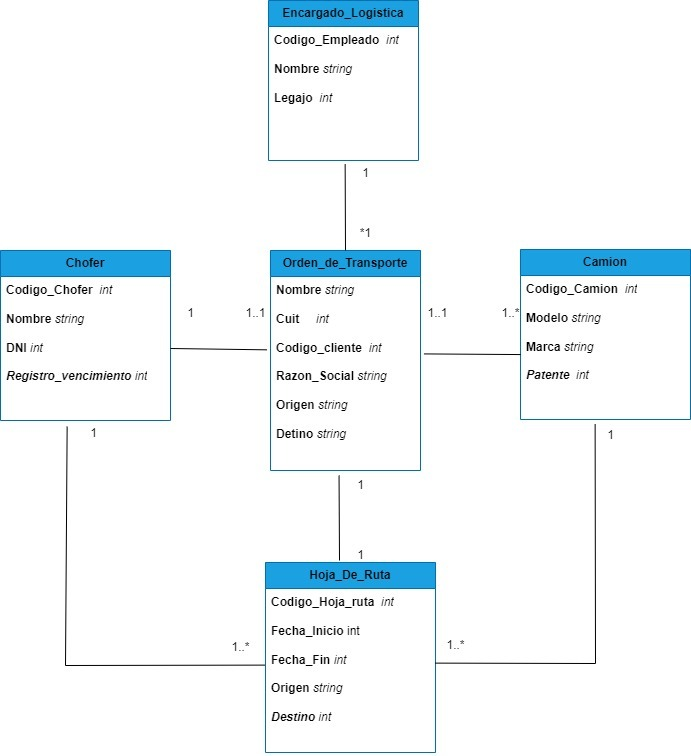 Encargado_Logistica
Codigo_Empleado int
Nombre string
Legajo int
1
*1
Chofer
Codigo_Chofer int
Nombre string
DNI int
Registro_vencimiento int
1
1..1
Orden_de_Transporte
Nombre string
Cuit int
Codigo_cliente int
Razon_Social string
Origen string
Detino string
1..1
1..*
Camion
Codigo_Camion int
Modelo string
Marca string
Patente int
1
1
1
1
Hoja_De_Ruta
Codigo_Hoja_ruta int
Fecha_Inicio int
Fecha_Fin int
Origen string
Destino int
1..*
1..*